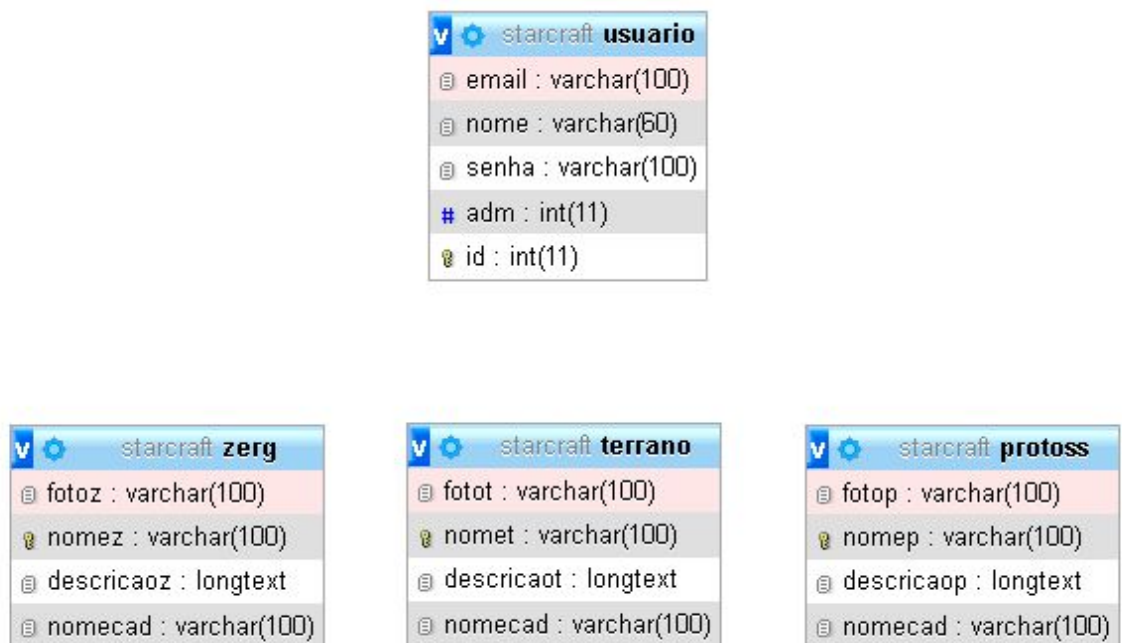 v starcraft usuario
email : varchar(100)
nome : varchar(60)
senha : varchar(100)
# adm : int(11)
id : int(11)
v starcraft zerg
fotoz : varchar(100)
nomez : varchar(100)
descricaoz : longtext
nomecad : varchar(100)
v starcraft terrano
fotot : varchar(100)
nomet : varchar(100)
descricaot : longtext
nomecad : varchar(100)
v starcraft protoss
fotop : varchar(100)
nomep : varchar(100)
descricaop : longtext
nomecad : varchar(100)